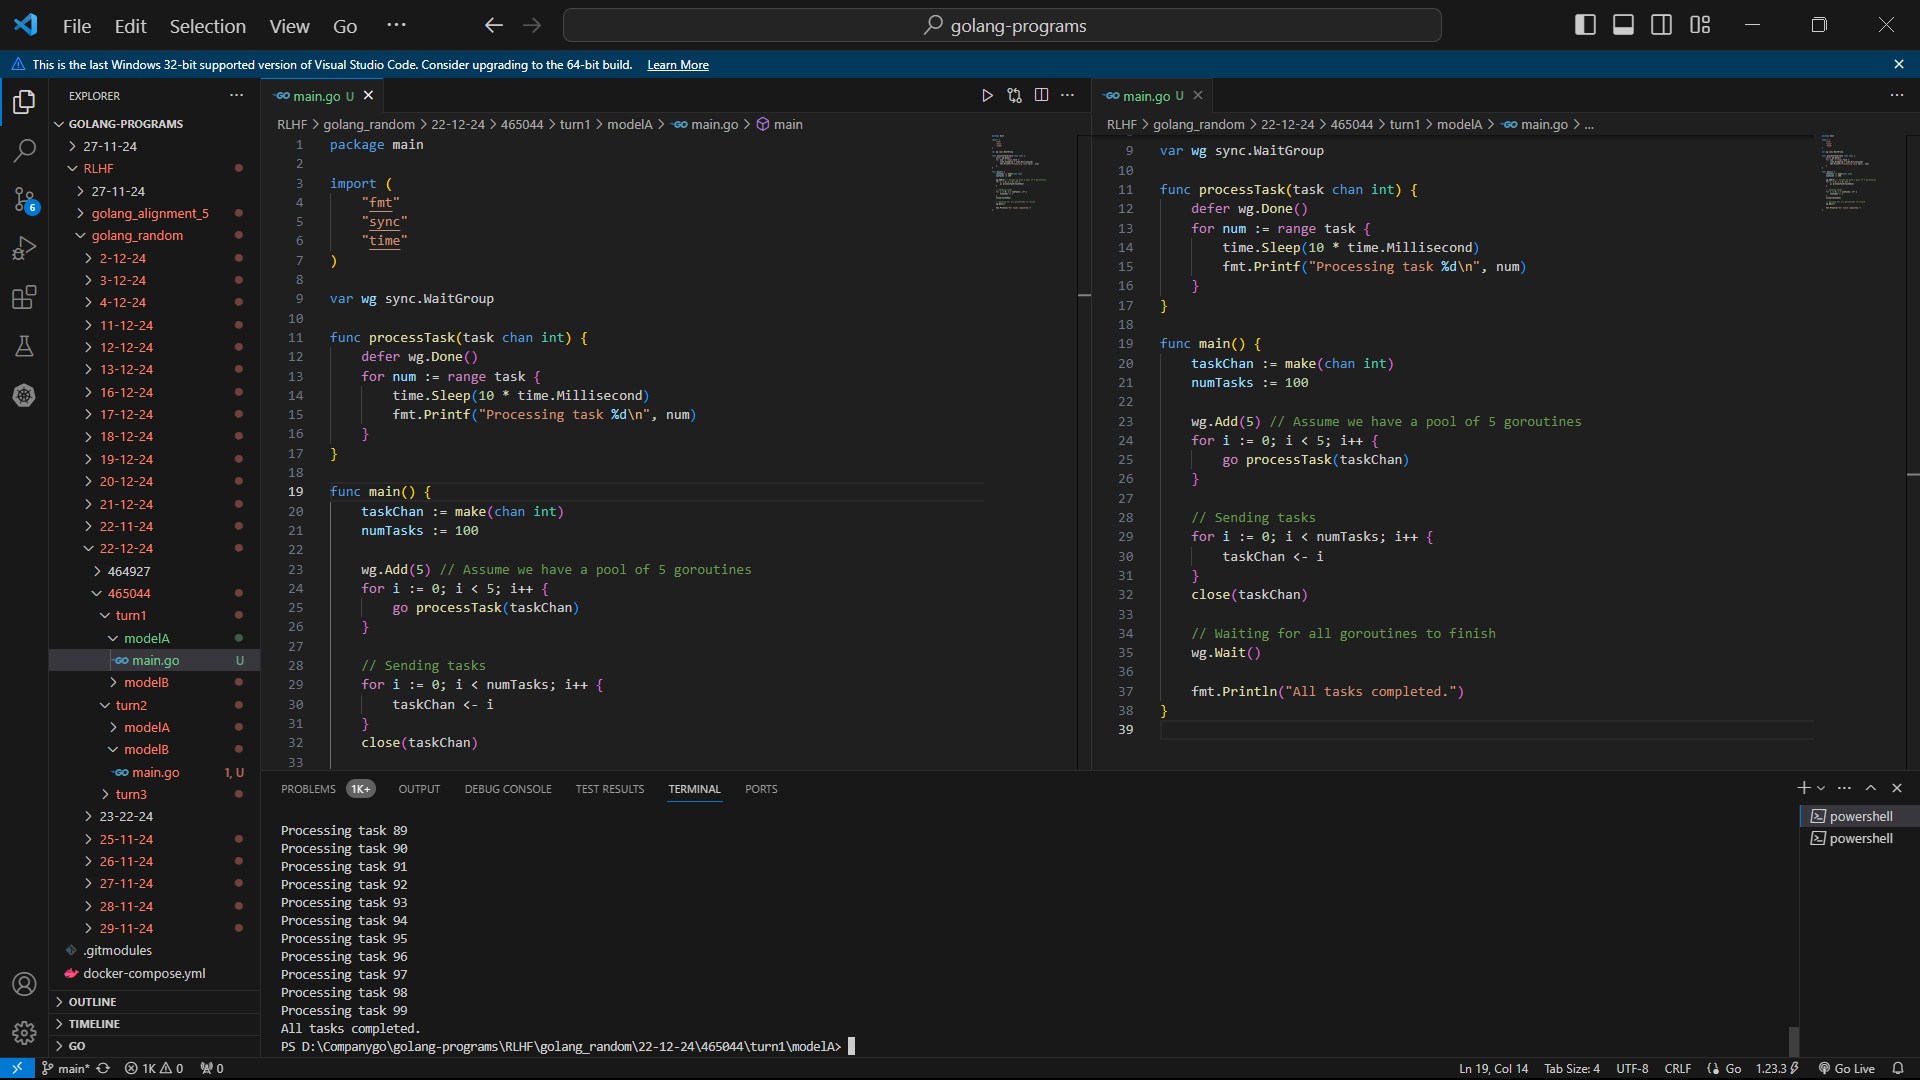 File Edit Selection View Go ··· golang-programs
This is the last Windows 32-bit supported version of Visual Studio Code. Consider upgrading to the 64-bit build. Learn More
EXPLORER ···
GOLANG-PROGRAMS
27-11-24
RLHF
27-11-24
golang_alignment_5
golang_random
2-12-24
3-12-24
4-12-24
11-12-24
12-12-24
13-12-24
16-12-24
17-12-24
18-12-24
19-12-24
20-12-24
21-12-24
22-11-24
22-12-24
464927
465044
turn1
modelA
main.go U
modelB
turn2
modelA
modelB
main.go 1, U
turn3
23-22-24
25-11-24
26-11-24
27-11-24
28-11-24
29-11-24
.gitmodules
docker-compose.yml
OUTLINE
TIMELINE
GO
6
GO main.go U
RLHF > golang_random > 22-12-24 > 465044 > turn1 > modelA > GO main.go > main
1 package main
2
3 import (
4 "fmt"
5 "sync"
6 "time"
7 )
8
9 var wg sync.WaitGroup
10
11 func processTask(task chan int) {
12 defer wg.Done()
13 for num := range task {
14 time.Sleep(10 * time.Millisecond)
15 fmt.Printf("Processing task %d\n", num)
16 }
17 }
18
19 func main() {
20 taskChan := make(chan int)
21 numTasks := 100
22
23 wg.Add(5) // Assume we have a pool of 5 goroutines
24 for i := 0; i < 5; i++ {
25 go processTask(taskChan)
26 }
27
28 // Sending tasks
29 for i := 0; i < numTasks; i++ {
30 taskChan <- i
31 }
32 close(taskChan)
33
GO main.go U
RLHF > golang_random > 22-12-24 > 465044 > turn1 > modelA > GO main.go > ...
9 var wg sync.WaitGroup
10
11 func processTask(task chan int) {
12 defer wg.Done()
13 for num := range task {
14 time.Sleep(10 * time.Millisecond)
15 fmt.Printf("Processing task %d\n", num)
16 }
17 }
18
19 func main() {
20 taskChan := make(chan int)
21 numTasks := 100
22
23 wg.Add(5) // Assume we have a pool of 5 goroutines
24 for i := 0; i < 5; i++ {
25 go processTask(taskChan)
26 }
27
28 // Sending tasks
29 for i := 0; i < numTasks; i++ {
30 taskChan <- i
31 }
32 close(taskChan)
33
34 // Waiting for all goroutines to finish
35 wg.Wait()
36
37 fmt.Println("All tasks completed.")
38 }
39
PROBLEMS 1K+ OUTPUT DEBUG CONSOLE TEST RESULTS TERMINAL PORTS
Processing task 89
Processing task 90
Processing task 91
Processing task 92
Processing task 93
Processing task 94
Processing task 95
Processing task 96
Processing task 97
Processing task 98
Processing task 99
All tasks completed.
PS D:\Companygo\golang-programs\RLHF\golang_random\22-12-24\465044\turn1\modelA>
powershell
powershell
main* 1K 0 0 Ln 19, Col 14 Tab Size: 4 UTF-8 CRLF Go 1.23.3 Go Live